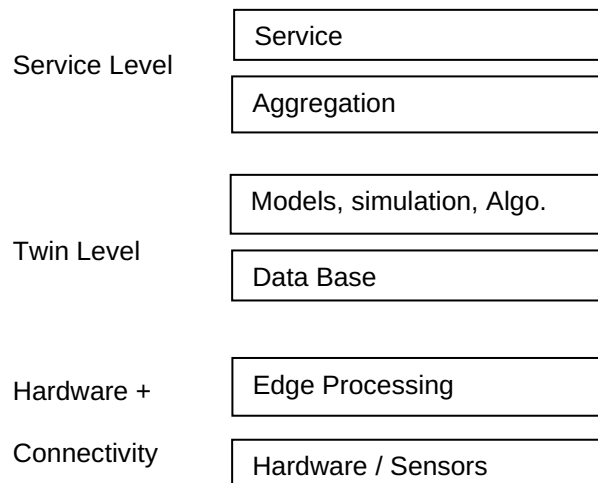 Service
Service Level
Aggregation
Models, simulation, Algo.
Twin Level
Data Base
Hardware +
Edge Processing
Connectivity
Hardware / Sensors